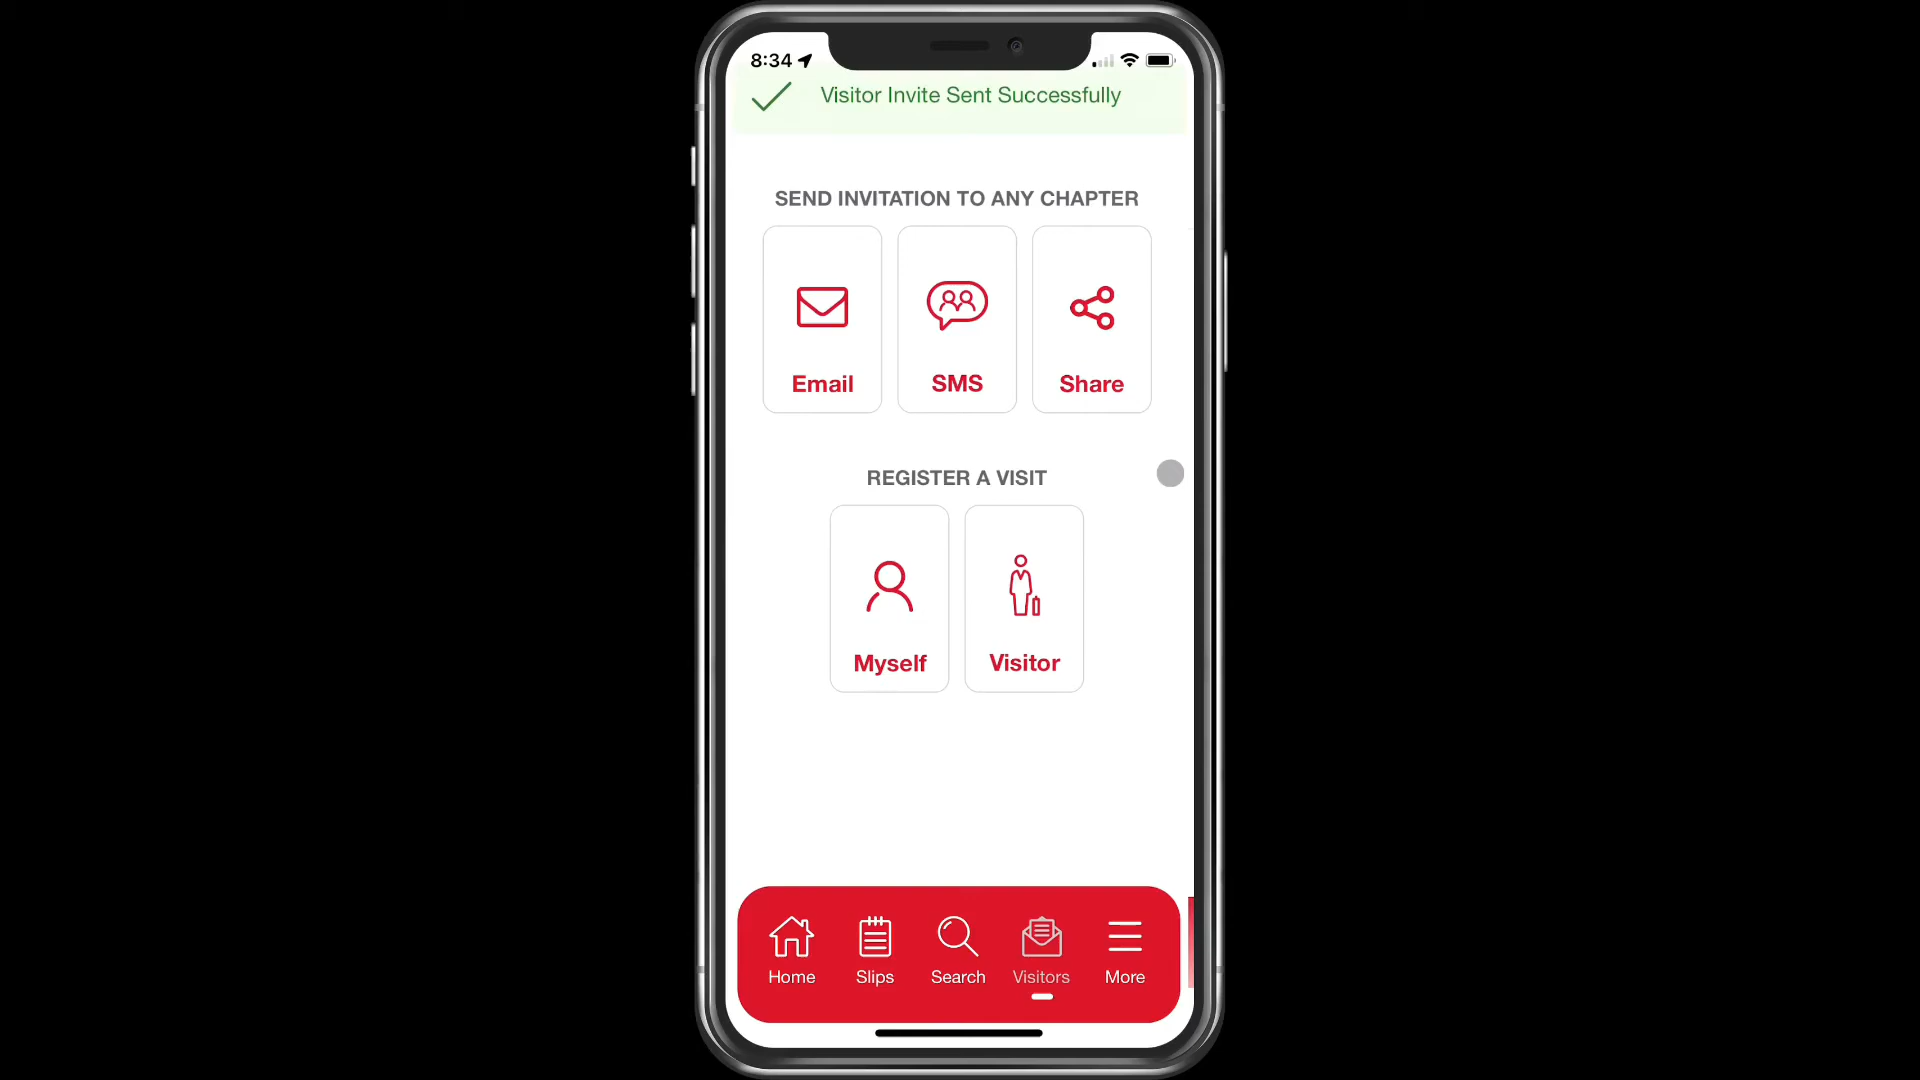 8:34
Visitor Invite Sent Successfully
SEND INVITATION TO ANY CHAPTER
Email
SMS
Share
REGISTER A VISIT
Myself
Visitor
Home
Slips
Search
Visitors
More